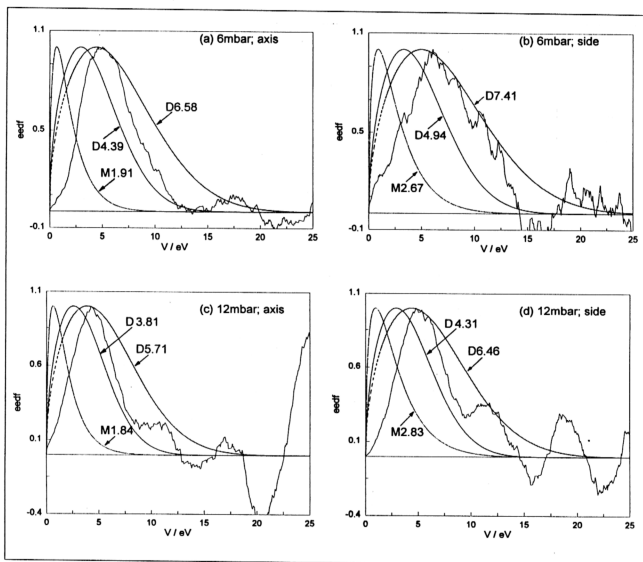 1.1
(a) 6mbar; axis
eedf
0.5
D6.58
D4.39
M1.91
-0.1
0 5 10 15 20 25
V / eV
1.1
(b) 6mbar; side
eedf
0.5
D7.41
D4.94
M2.67
-0.1
0 5 10 15 20 25
V / eV
1.1
(c) 12mbar; axis
D 3.81
D5.71
eedf
0.6
M1.84
0.1
-0.4
0 5 10 15 20 25
V / eV
1.1
(d) 12mbar; side
D 4.31
D6.46
eedf
0.6
M2.83
0.1
-0.4
0 5 10 15 20 25
V / eV